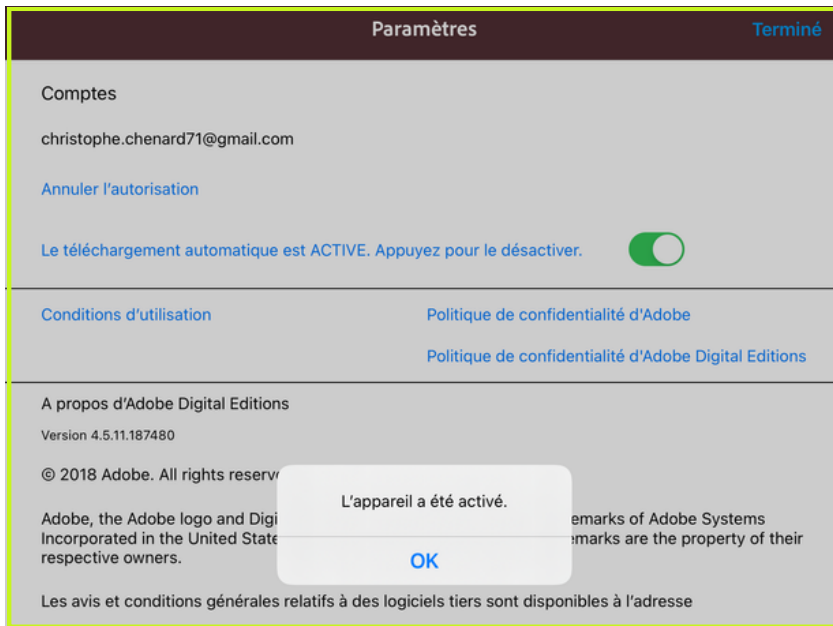 Paramètres
Terminé
Comptes
christophe.chenard71@gmail.com
Annuler l'autorisation
Le téléchargement automatique est ACTIVE. Appuyez pour le désactiver.
Conditions d'utilisation
Politique de confidentialité d'Adobe
Politique de confidentialité d'Adobe Digital Editions
A propos d'Adobe Digital Editions
Version 4.5.11.187480
© 2018 Adobe. All rights
L'appareil a été activé.
OK
Adobe, the Adobe logo and
of Adobe Systems
Incorporated in the United
are the property of their
respective owners.
Les avis et conditions générales relatifs à des logiciels tiers sont disponibles à l'adresse